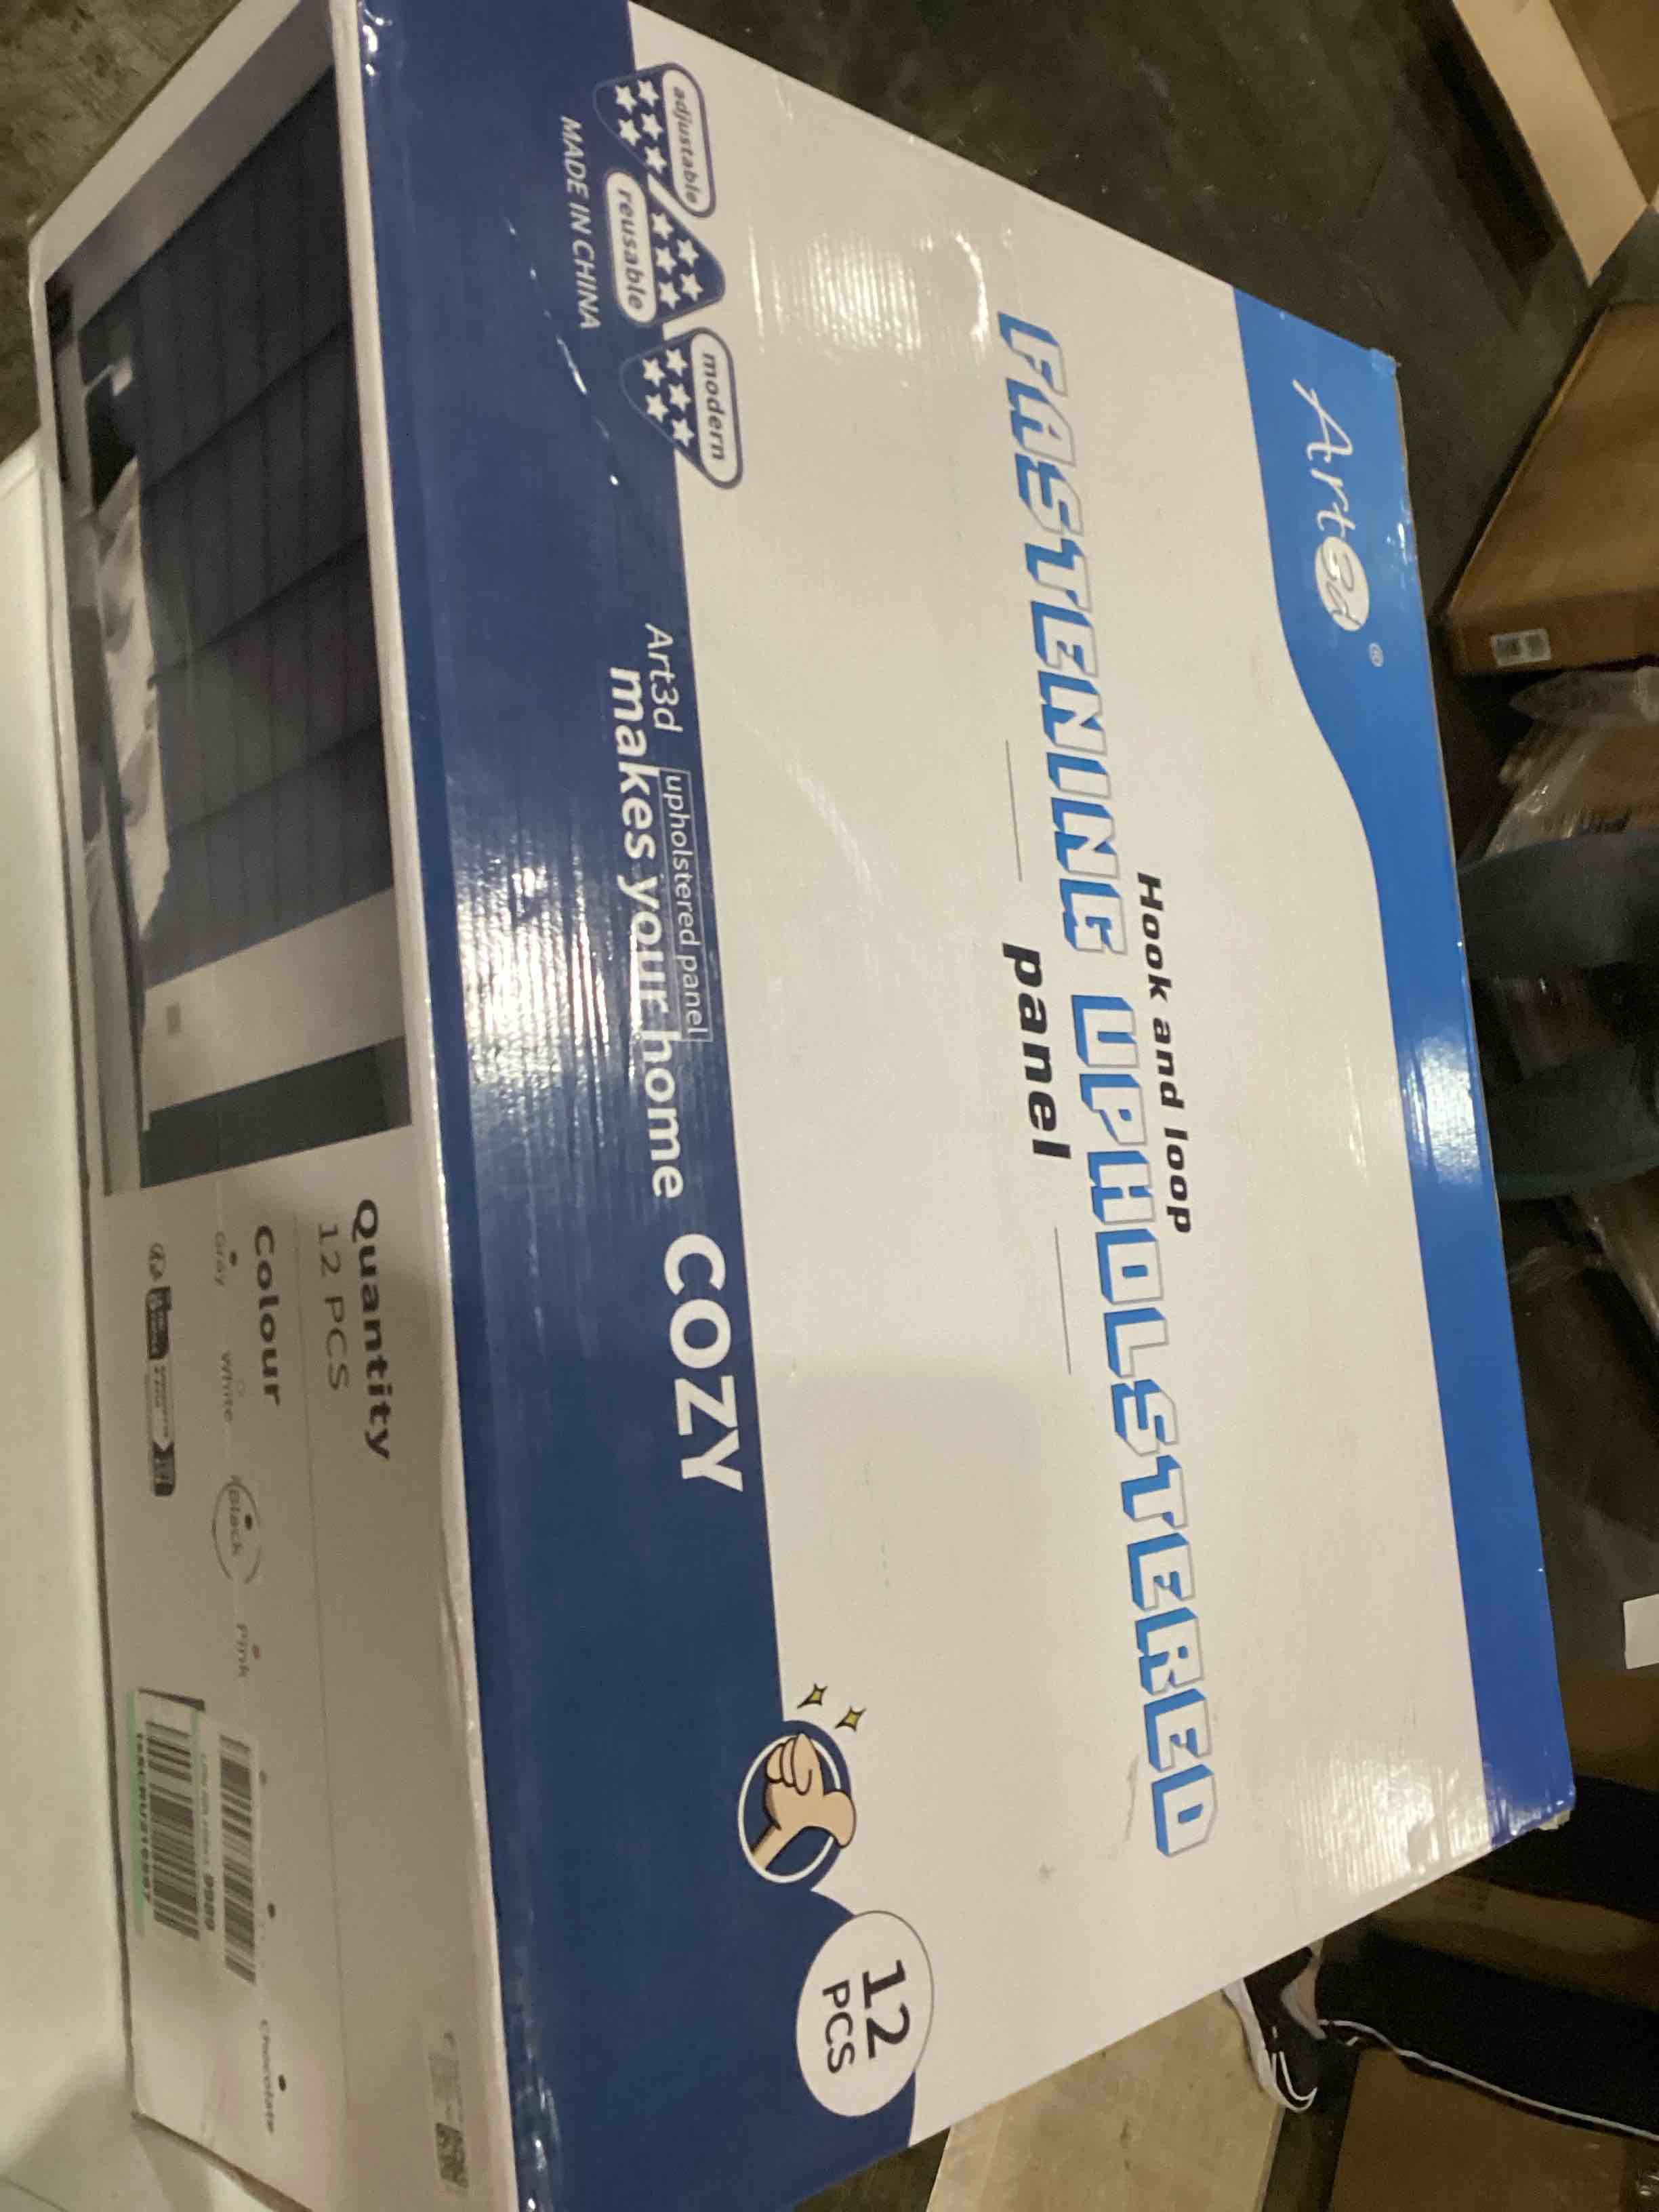 Art3d®
Hook and loop
FASTENING UPHOLSTERED
panel
adjustable
reusable
modern
MADE IN CHINA
Art3d upholstered panel
makes your home COZY
12
PCS
Quantity
12 PCS
Colour
Gray White Black Pink
Chocolate